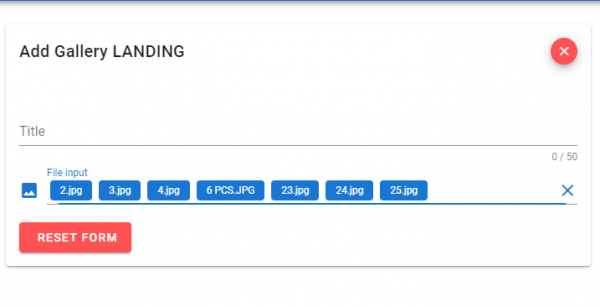 Add Gallery LANDING
Title
0 / 50
File input
2.jpg 3.jpg 4.jpg 6 PCS.JPG 23.jpg 24.jpg 25.jpg
RESET FORM